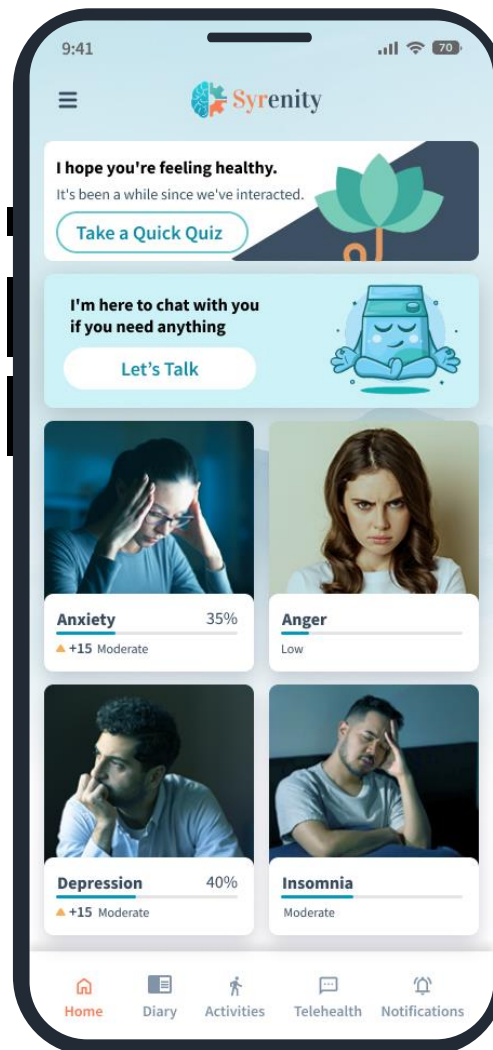 9:41
70
Syrenity
I hope you're feeling healthy.
It's been a while since we've interacted.
Take a Quick Quiz
I'm here to chat with you
if you need anything
Let's Talk
Anxiety 35%
+15 Moderate
Anger
Low
Depression 40%
+15 Moderate
Insomnia
Moderate
Home Diary Activities Telehealth Notifications